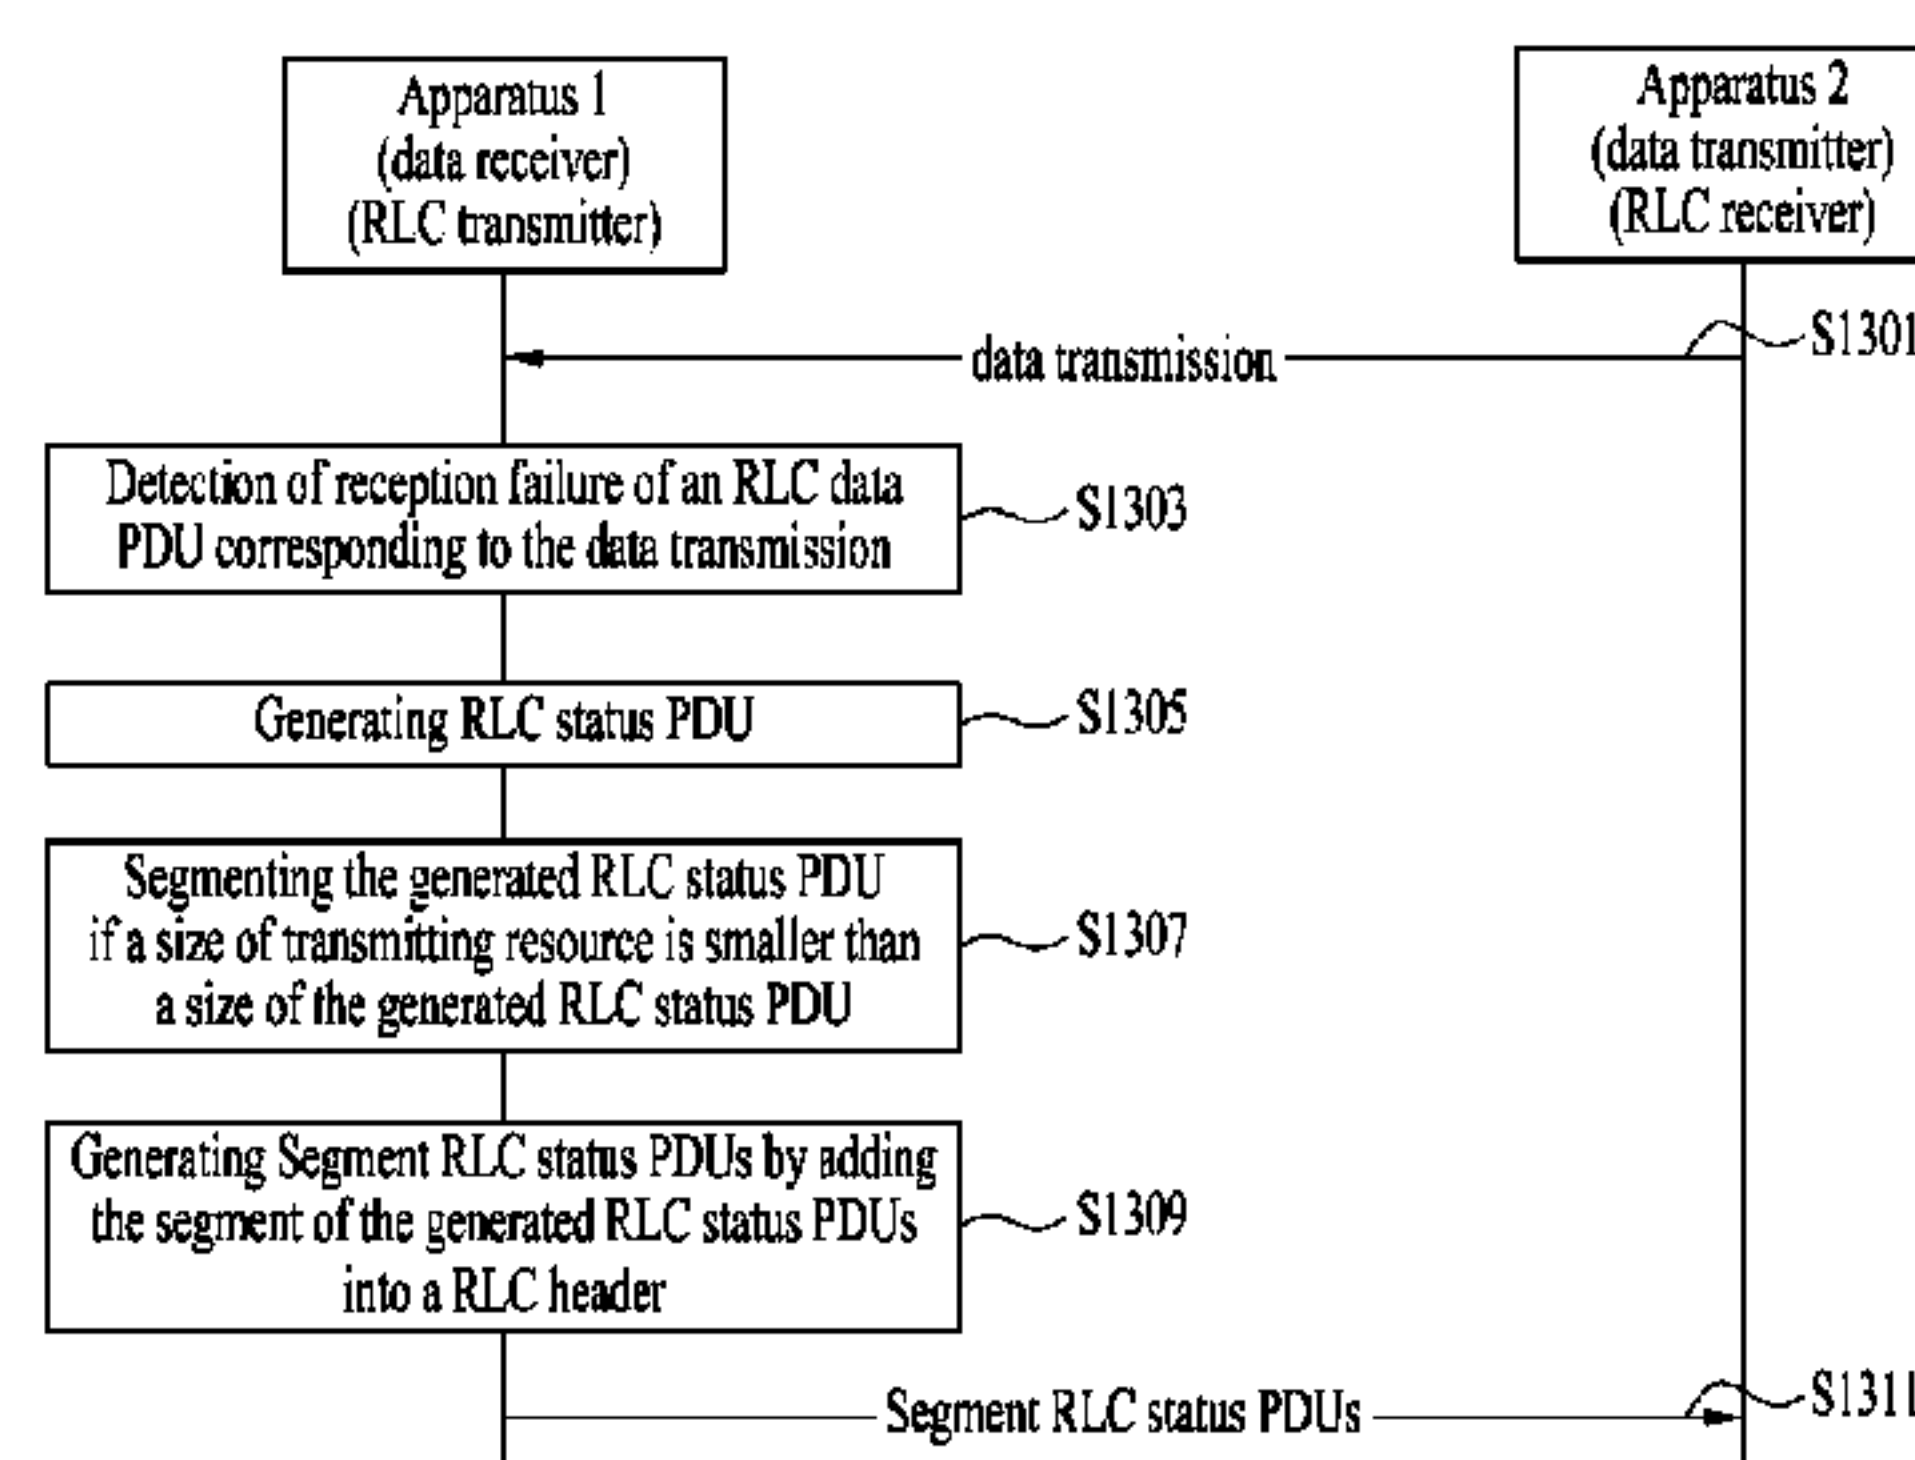 Apparatus 1
(data receiver)
(RLC transmitter)
Apparatus 2
(data transmitter)
(RLC receiver)
S1301
data transmission
Detection of reception failure of an RLC data
PDU corresponding to the data transmission
S1303
Generating RLC status PDU
S1305
Segmenting the generated RLC status PDU
if a size of transmitting resource is smaller than
a size of the generated RLC status PDU
S1307
Generating Segment RLC status PDUs by adding
the segment of the generated RLC status PDUs
into a RLC header
S1309
Segment RLC status PDUs
S1311